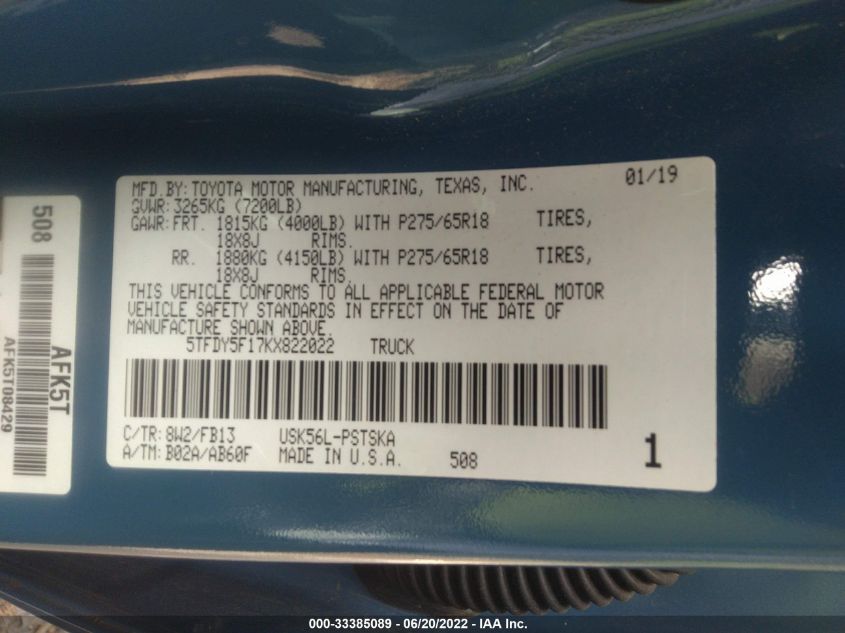 508
AFK5T
AFK5T08429
MFD.BY:TOYOTA MOTOR MANUFACTURING, TEXAS, INC. 01/19
GVWR:3265KG (7200LB)
GAWR:FRT. 1815KG (4000LB) WITH P275/65R18 TIRES,
18X8J RIMS.
RR. 1880KG (4150LB) WITH P275/65R18 TIRES,
18X8J RIMS.
THIS VEHICLE CONFORMS TO ALL APPLICABLE FEDERAL MOTOR
VEHICLE SAFETY STANDARDS IN EFFECT ON THE DATE OF
MANUFACTURE SHOWN ABOVE.
5TFDY5F17KX822022 TRUCK
C/TR:8W2/FB13 USK56L-PSTSKA
A/TM:B02A/AB60F MADE IN U.S.A. 508 1
000-33385089 - 06/20/2022 - IAA Inc.